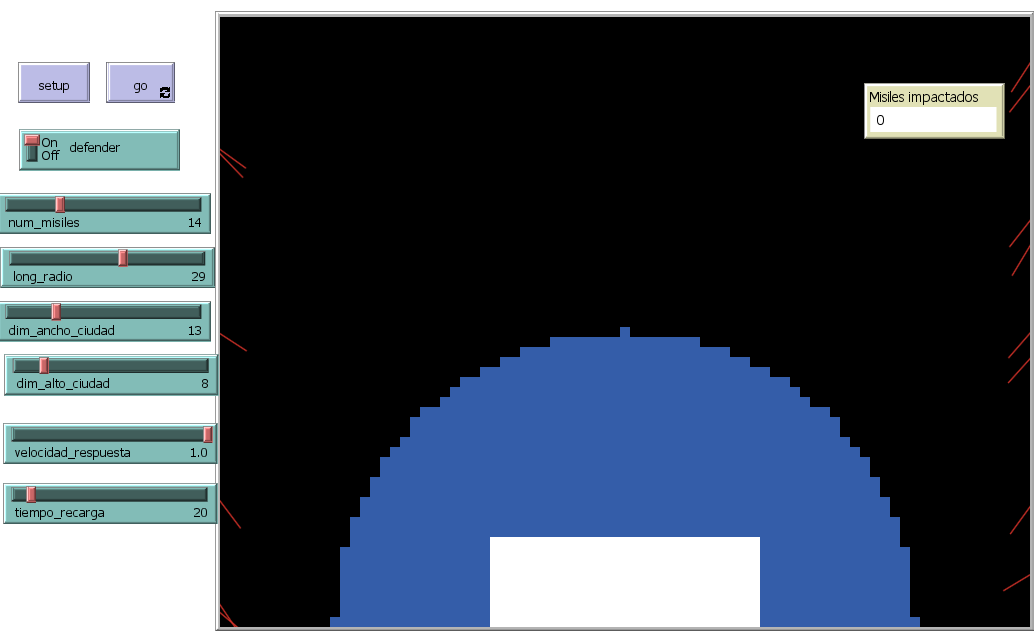 setup
go
On
Off
defender
num_misiles
14
long_radio
29
dim_ancho_ciudad
13
dim_alto_ciudad
8
velocidad_respuesta
1.0
tiempo_recarga
20
Misiles impactados
0